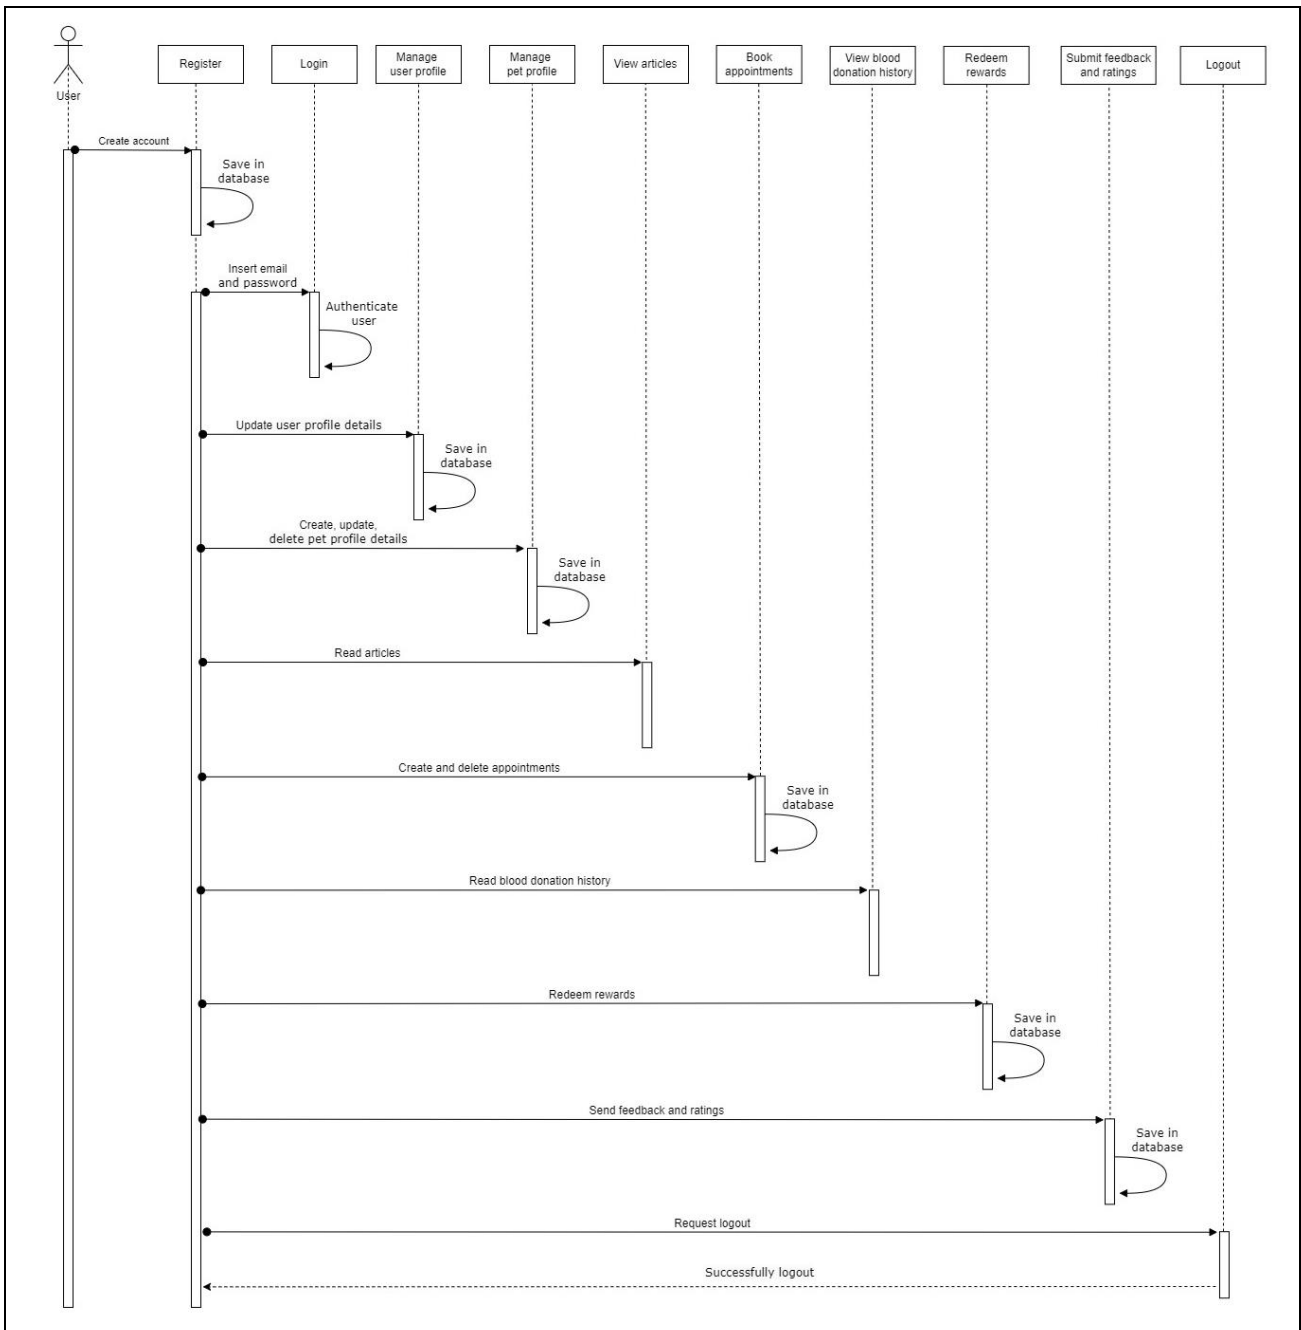 User
Register
Login
Manage
user profile
Manage
pet profile
View articles
Book
appointments
View blood
donation history
Redeem
rewards
Submit feedback
and ratings
Logout
Create account
Save in
database
Insert email
and password
Authenticate
user
Update user profile details
Save in
database
Create, update,
delete pet profile details
Save in
database
Read articles
Create and delete appointments
Save in
database
Read blood donation history
Redeem rewards
Save in
database
Send feedback and ratings
Save in
database
Request logout
Successfully logout